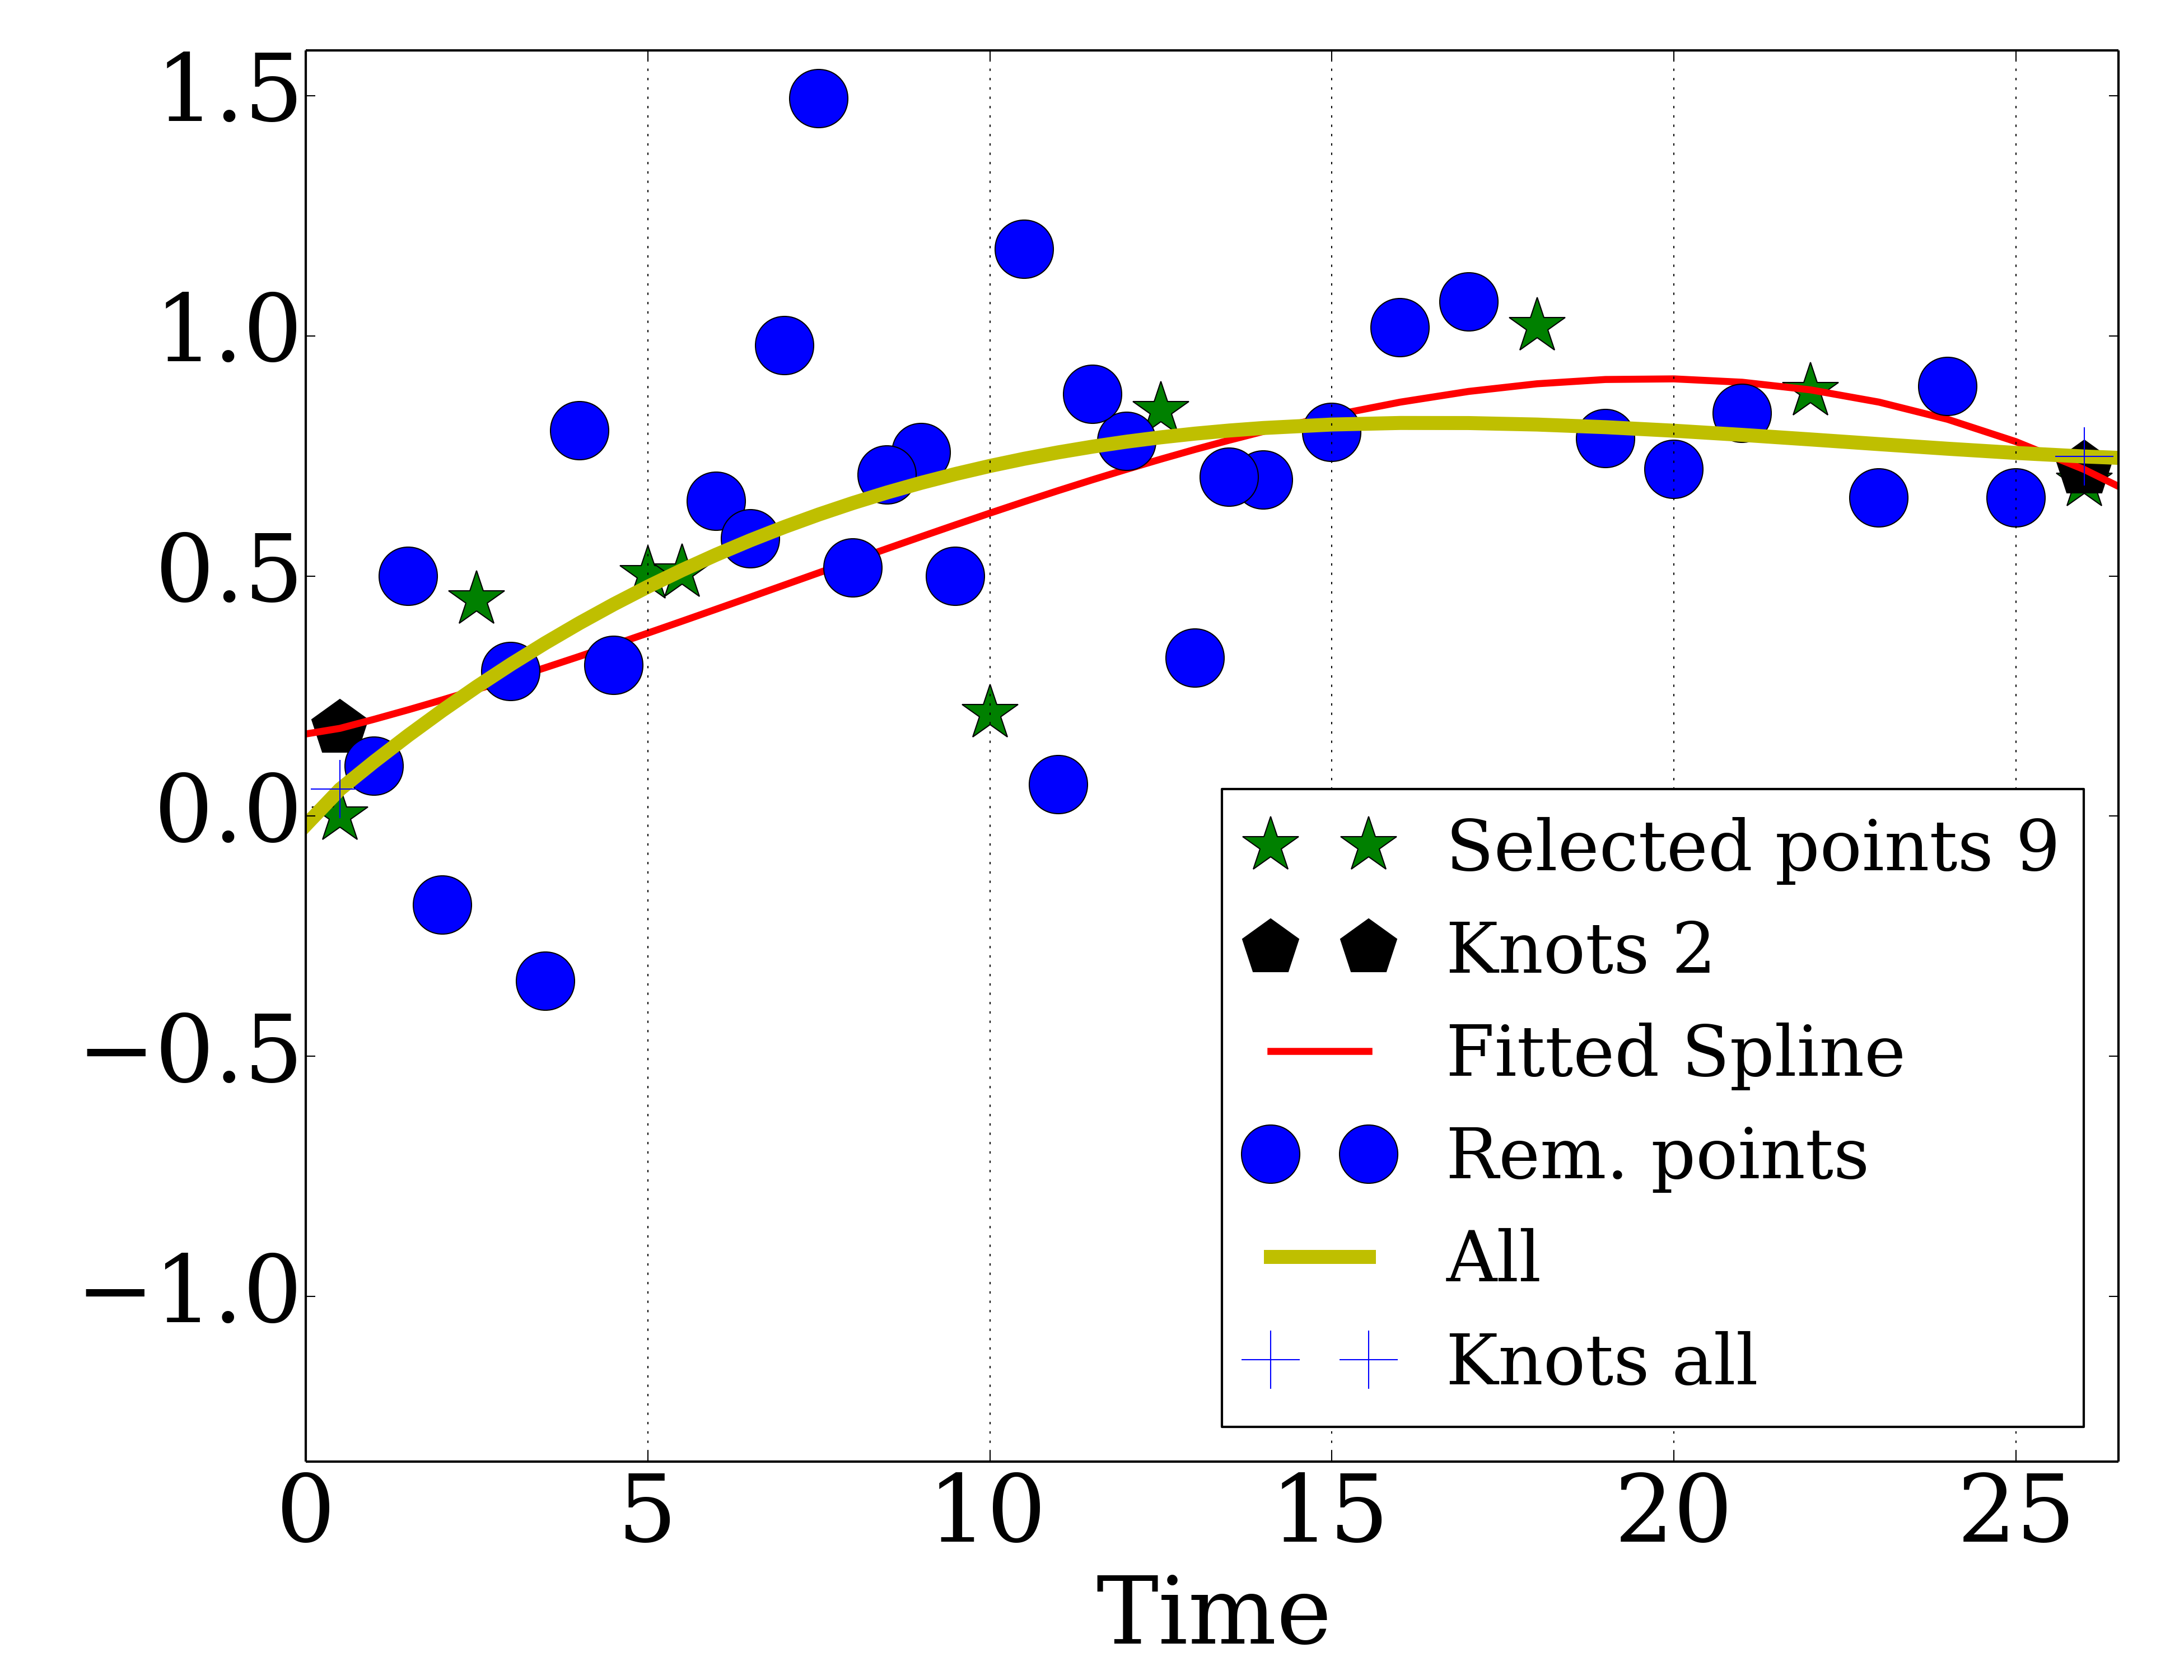 1.5
1.0
0.5
0.0
−0.5
−1.0
Selected points 9
Knots 2
Fitted Spline
Rem. points
All
Knots all
0 5 10 15 20 25
Time